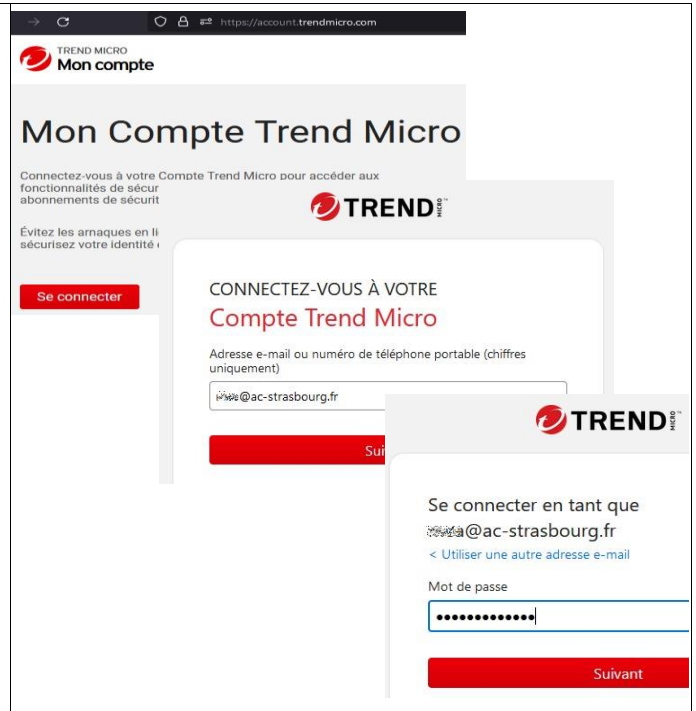 https://account.trendmicro.com
TREND MICRO
Mon compte
Mon Compte Trend Micro
Connectez-vous à votre Compte Trend Micro pour accéder aux
fonctionnalités de sécur
abonnements de sécurit
Évitez les arnaques en li
sécurisez votre identité
Se connecter
TREND MICRO™
CONNECTEZ-VOUS À VOTRE
Compte Trend Micro
Adresse e-mail ou numéro de téléphone portable (chiffres
uniquement)
@ac-strasbourg.fr
Sui
TREND MICRO™
Se connecter en tant que
@ac-strasbourg.fr
< Utiliser une autre adresse e-mail
Mot de passe
•••••••••••••
Suivant